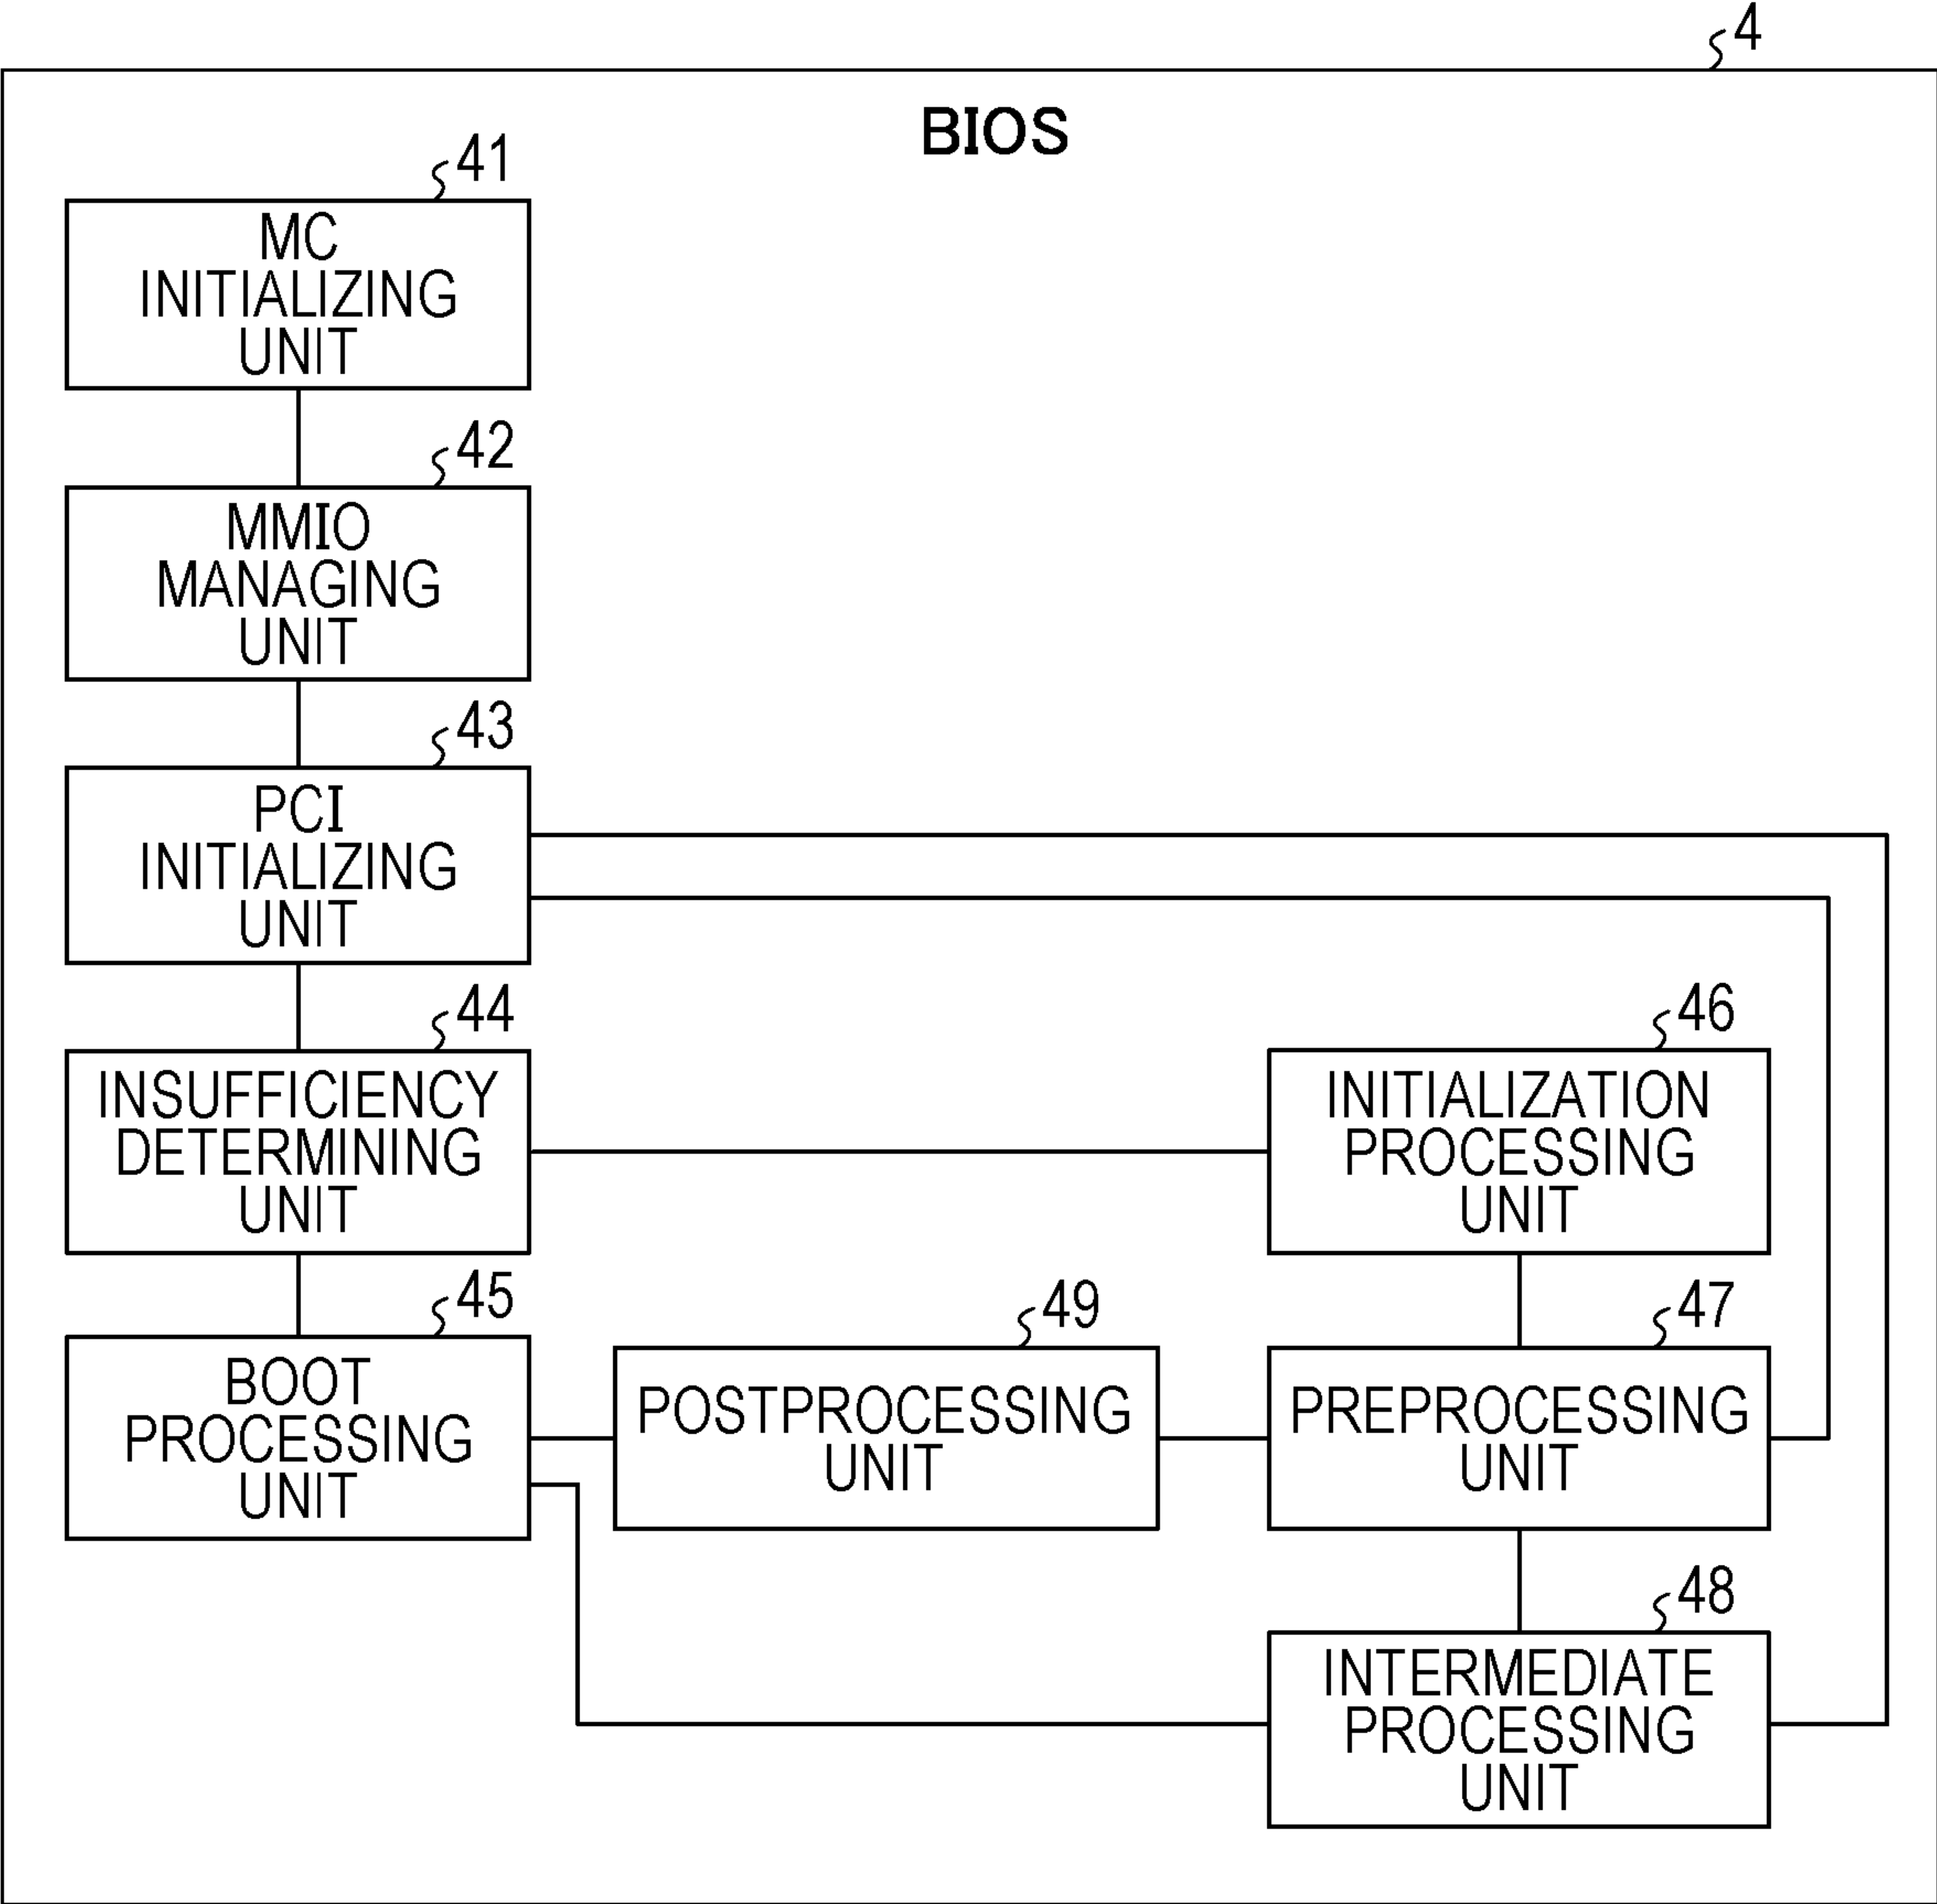 4
BIOS
41
MC
INITIALIZING
UNIT
42
MMIO
MANAGING
UNIT
43
PCI
INITIALIZING
UNIT
44
INSUFFICIENCY
DETERMINING
UNIT
46
INITIALIZATION
PROCESSING
UNIT
45
BOOT
PROCESSING
UNIT
49
POSTPROCESSING
UNIT
47
PREPROCESSING
UNIT
48
INTERMEDIATE
PROCESSING
UNIT